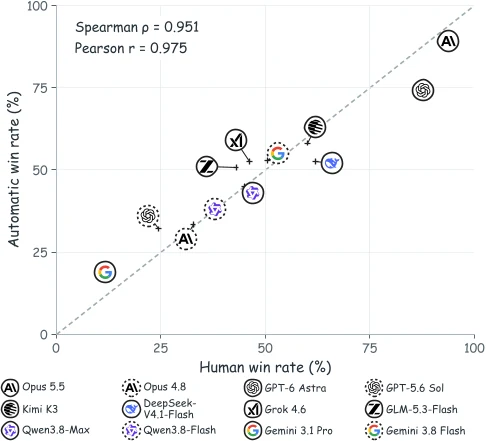 Spearman ρ = 0.951
Pearson r = 0.975
Automatic win rate (%)
100
75
50
25
0
0 25 50 75 100
Human win rate (%)
Opus 5.5 Opus 4.8 GPT-6 Astra GPT-5.6 Sol
Kimi K3 DeepSeek-V4.1-Flash Grok 4.6 GLM-5.3-Flash
Qwen3.8-Max Qwen3.8-Flash Gemini 3.1 Pro Gemini 3.8 Flash